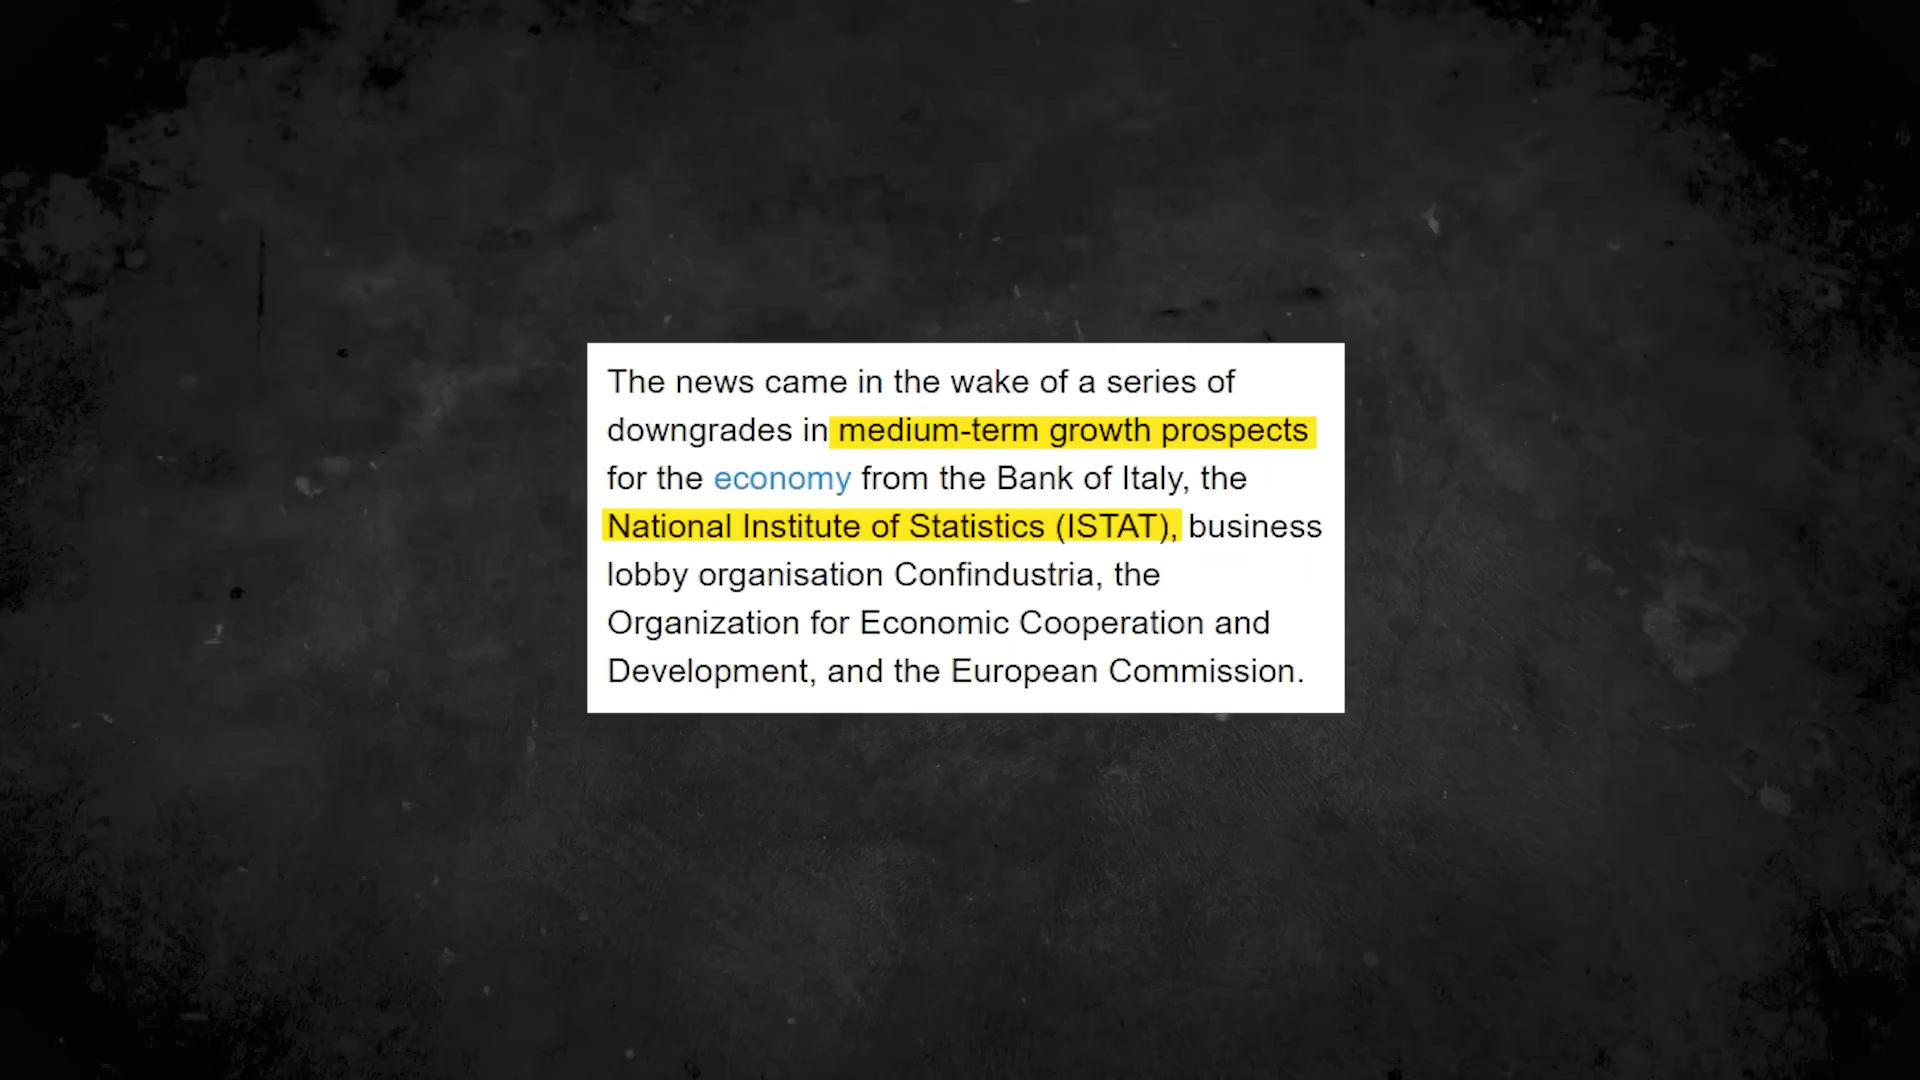 The news came in the wake of a series of
downgrades in medium-term growth prospects
for the economy from the Bank of Italy, the
National Institute of Statistics (ISTAT), business
lobby organisation Confindustria, the
Organization for Economic Cooperation and
Development, and the European Commission.